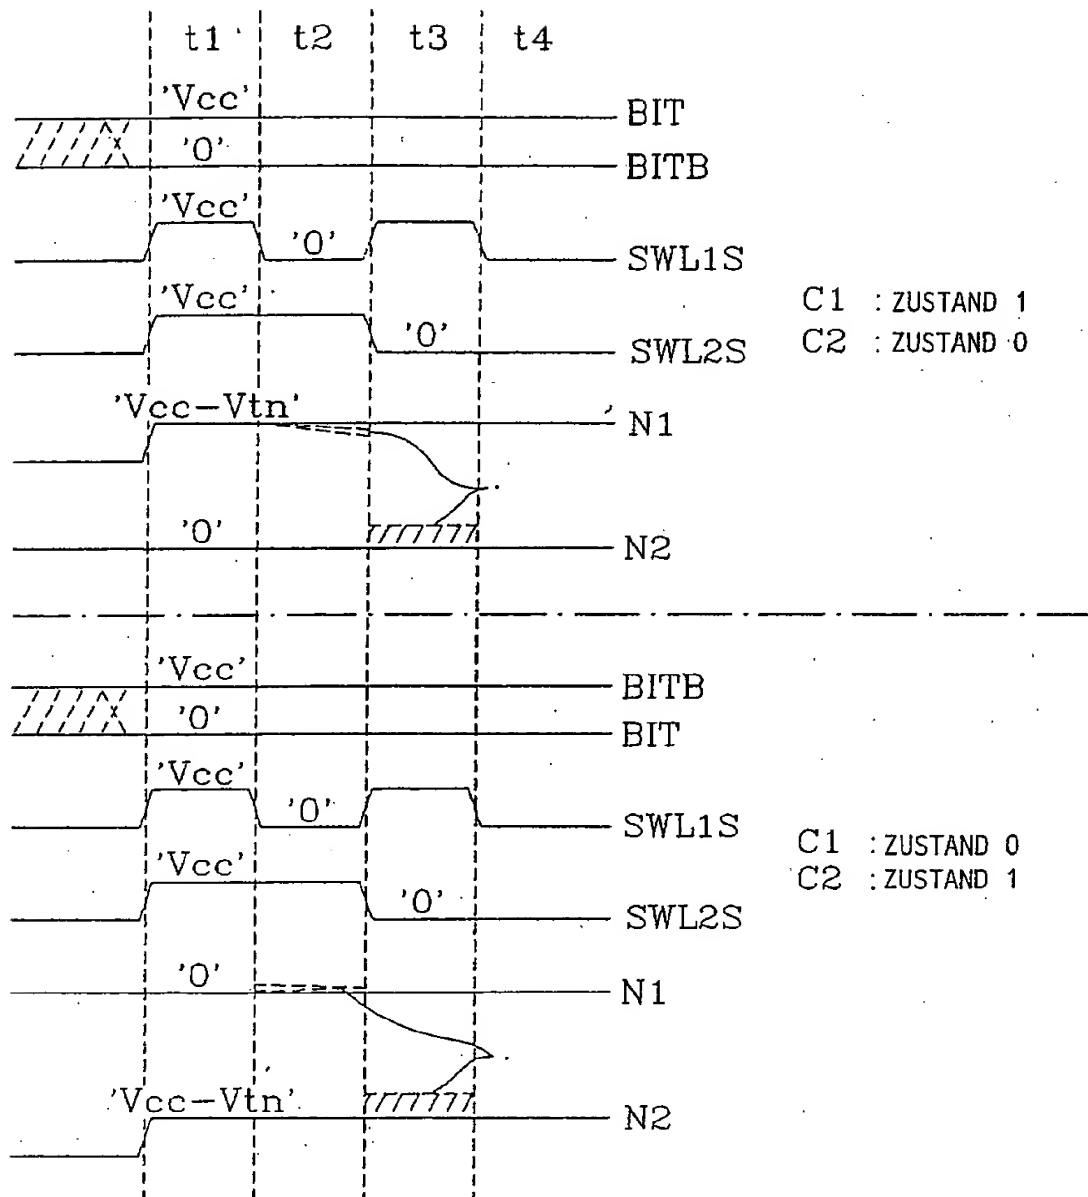 t1 t2 t3 t4
'Vcc' BIT
'0' BITB
'Vcc' '0' SWL1S
'Vcc' '0' SWL2S
C1 : ZUSTAND 1
C2 : ZUSTAND 0
'Vcc-Vtn' N1
'0' N2
'Vcc' BITB
'0' BIT
'Vcc' '0' SWL1S
'Vcc' '0' SWL2S
C1 : ZUSTAND 0
C2 : ZUSTAND 1
'0' N1
'Vcc-Vtn' N2